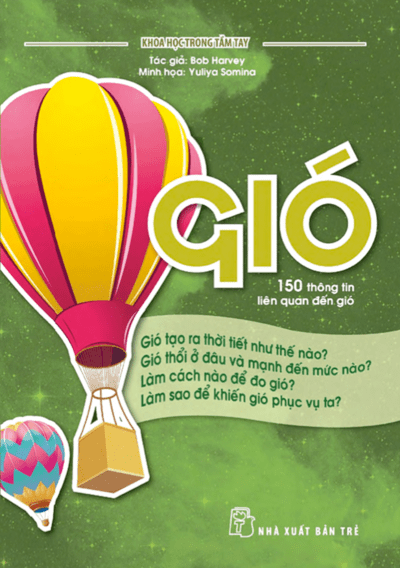 KHOA HỌC TRONG TẦM TAY
Tác giả: Bob Harvey
Minh họa: Yuliya Somina
GIÓ
150 thông tin
liên quan đến gió
Gió tạo ra thời tiết như thế nào?
Gió thổi ở đâu và mạnh đến mức nào?
Làm cách nào để đo gió?
Làm sao để khiến gió phục vụ ta?
NHÀ XUẤT BẢN TRẺ